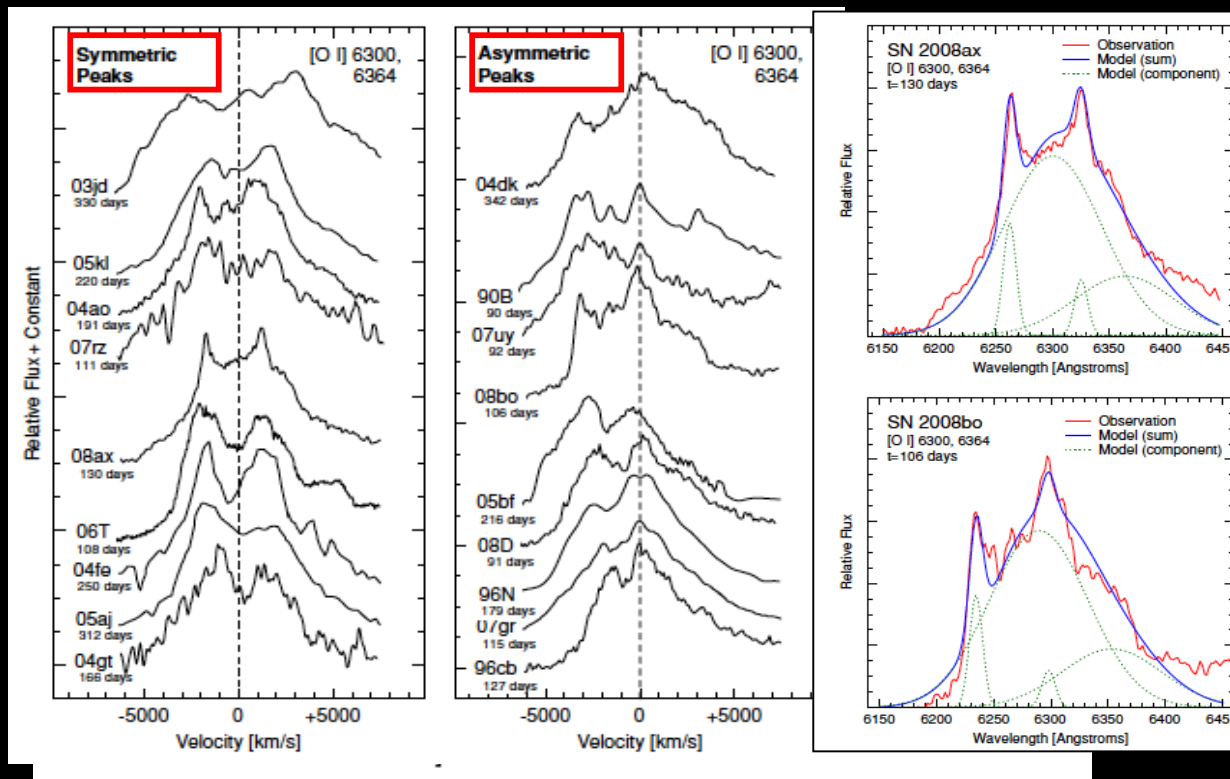 Symmetric
Peaks
[O I] 6300,
6364
03jd
330 days
05kl
220 days
04ao
191 days
07rz
111 days
08ax
130 days
06T
108 days
04fe
250 days
05aj
312 days
04gt
166 days
Relative Flux + Constant
-5000 0 +5000
Velocity [km/s]
Asymmetric
Peaks
[O I] 6300,
6364
04dk
342 days
90B
90 days
07uy
92 days
08bo
106 days
05bf
216 days
08D
91 days
96N
179 days
07gr
115 days
96cb
127 days
-5000 0 +5000
Velocity [km/s]
SN 2008ax
[O I] 6300, 6364
t=130 days
Observation
Model (sum)
Model (component)
Relative Flux
6150 6200 6250 6300 6350 6400 645
Wavelength [Angstroms]
SN 2008bo
[O I] 6300, 6364
t=106 days
Observation
Model (sum)
Model (component)
Relative Flux
6150 6200 6250 6300 6350 6400 645
Wavelength [Angstroms]